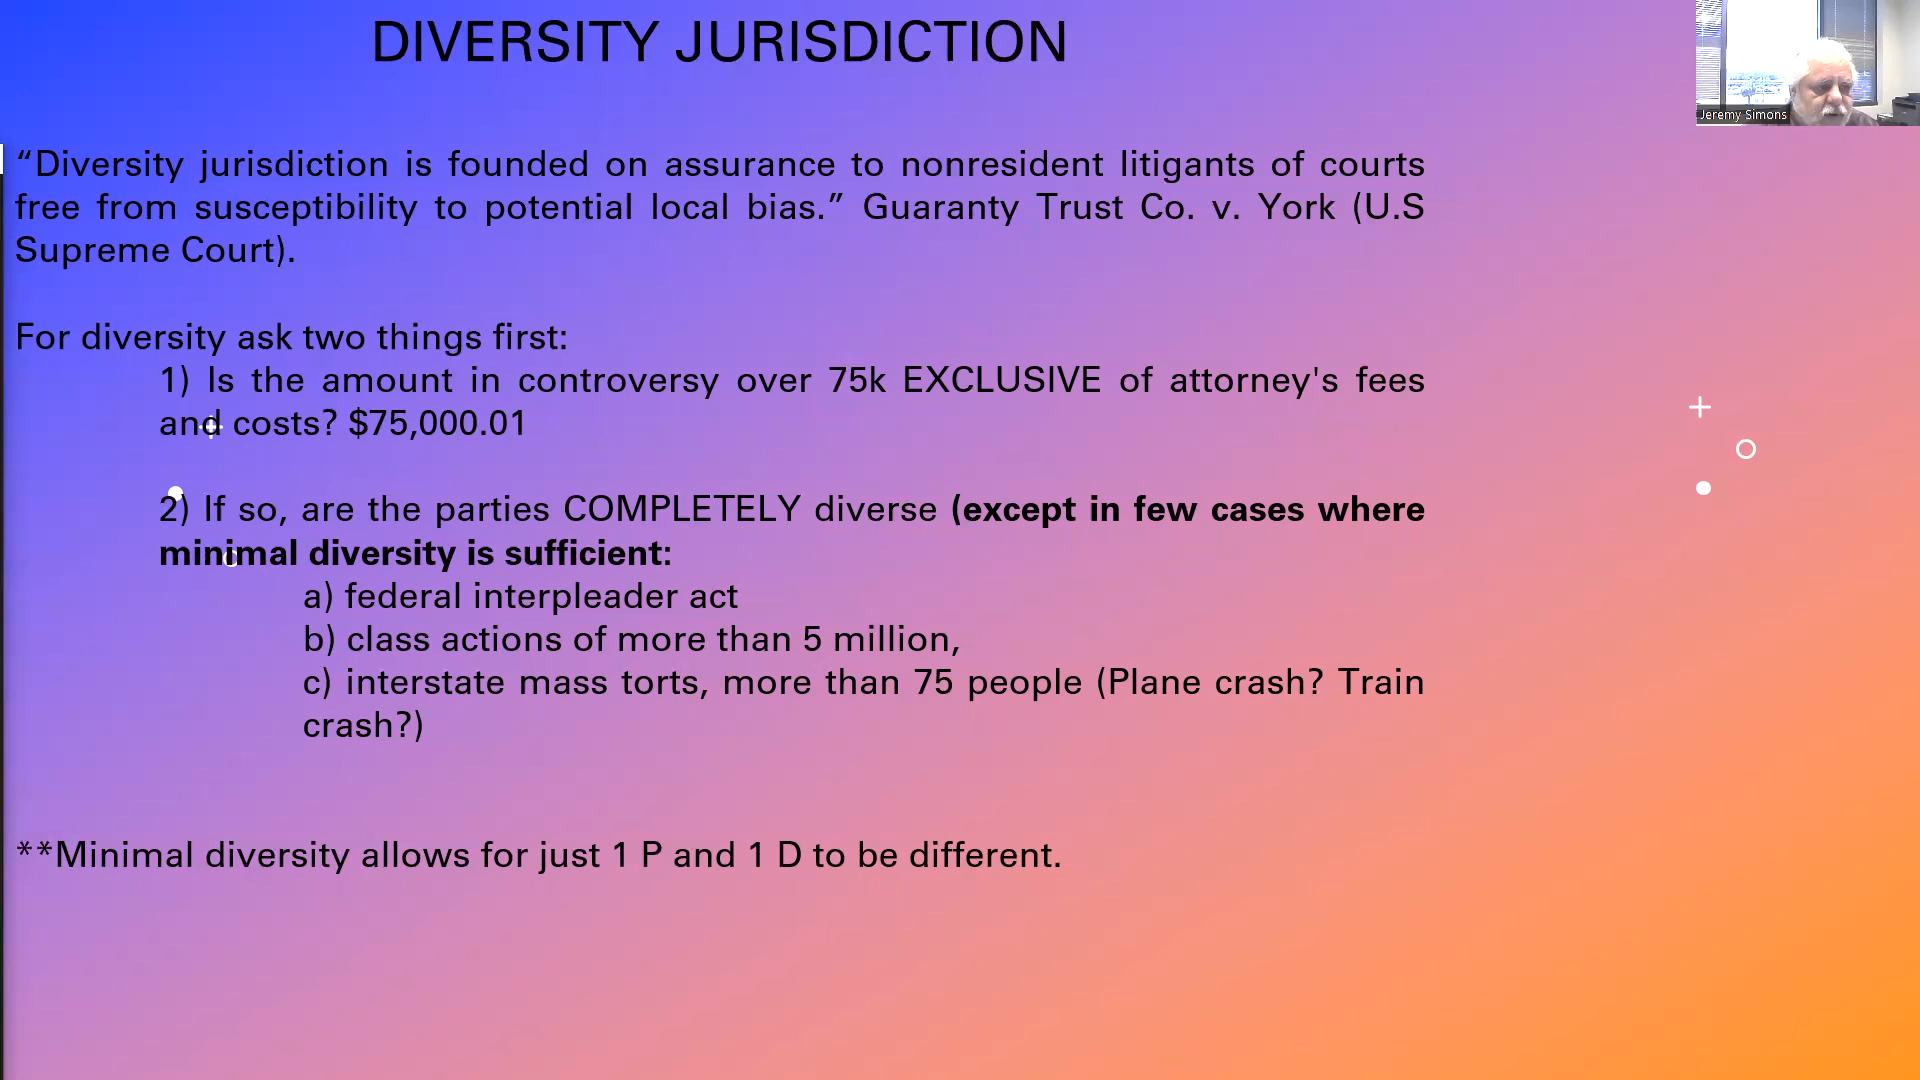 DIVERSITY JURISDICTION
Jeremy Simons
“Diversity jurisdiction is founded on assurance to nonresident litigants of courts
free from susceptibility to potential local bias.” Guaranty Trust Co. v. York (U.S
Supreme Court).
For diversity ask two things first:
1) Is the amount in controversy over 75k EXCLUSIVE of attorney's fees
and costs? $75,000.01
2) If so, are the parties COMPLETELY diverse (except in few cases where
minimal diversity is sufficient:
a) federal interpleader act
b) class actions of more than 5 million,
c) interstate mass torts, more than 75 people (Plane crash? Train
crash?)
**Minimal diversity allows for just 1 P and 1 D to be different.